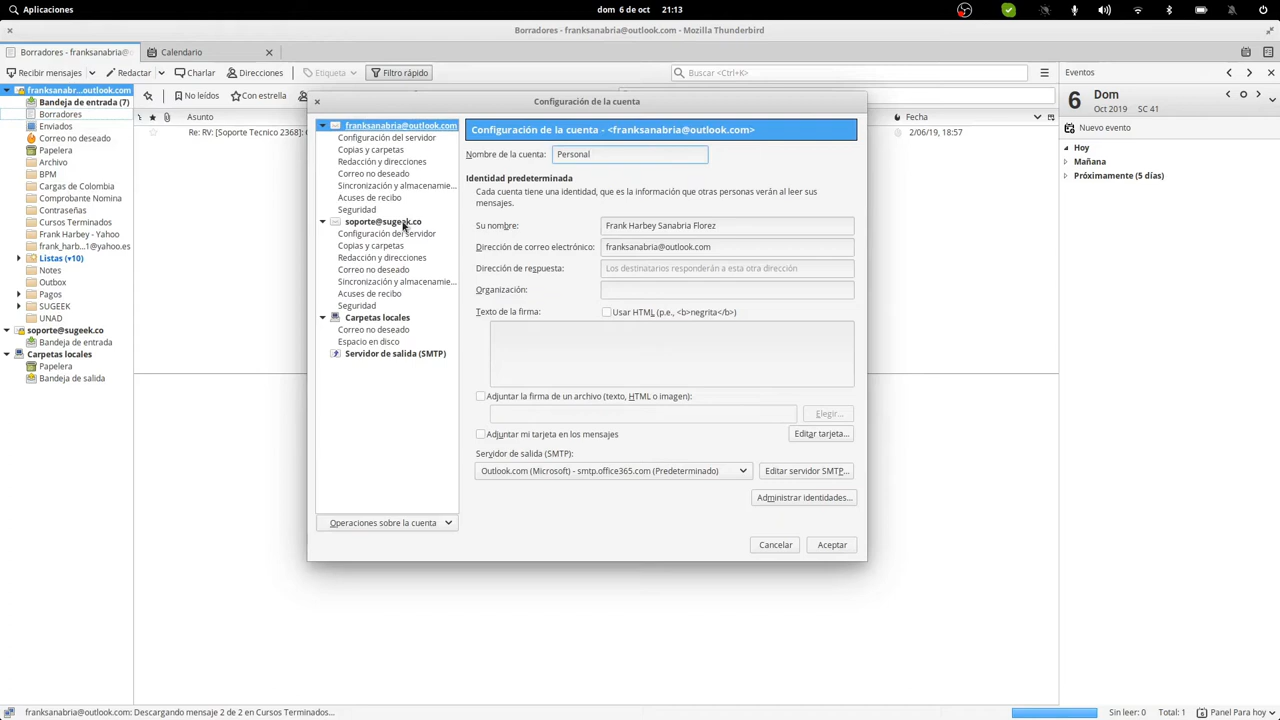 Aplicaciones
dom 6 de oct 21:13
Borradores - franksanabria@outlook.com - Mozilla Thunderbird
Borradores - franksanabria@o
Calendario
Recibir mensajes
Redactar
Charlar
Direcciones
Etiqueta
Filtro rápido
Buscar <Ctrl+K>
Eventos
franksanabr...outlook.com
Bandeja de entrada (7)
Borradores
Enviados
Correo no deseado
Papelera
Archivo
BPM
Cargas de Colombia
Comprobante Nomina
Contraseñas
Cursos Terminados
Frank Harbey - Yahoo
frank_harb...1@yahoo.es
Listas (▾10)
Notes
Outbox
Pagos
SUGEEK
UNAD
soporte@sugeek.co
Bandeja de entrada
Carpetas locales
Papelera
Bandeja de salida
No leídos
Con estrella
Asunto
Fecha
Re: RV: [Soporte Tecnico 2368]:
2/06/19, 18:57
Configuración de la cuenta
franksanabria@outlook.com
Configuración del servidor
Copias y carpetas
Redacción y direcciones
Correo no deseado
Sincronización y almacenamie...
Acuses de recibo
Seguridad
soporte@sugeek.co
Configuración del servidor
Copias y carpetas
Redacción y direcciones
Correo no deseado
Sincronización y almacenamie...
Acuses de recibo
Seguridad
Carpetas locales
Correo no deseado
Espacio en disco
Servidor de salida (SMTP)
Operaciones sobre la cuenta
Configuración de la cuenta - <franksanabria@outlook.com>
Nombre de la cuenta: Personal
Identidad predeterminada
Cada cuenta tiene una identidad, que es la información que otras personas verán al leer sus
mensajes.
Su nombre: Frank Harbey Sanabria Florez
Dirección de correo electrónico: franksanabria@outlook.com
Dirección de respuesta: Los destinatarios responderán a esta otra dirección
Organización:
Texto de la firma: Usar HTML (p.e., <b>negrita</b>)
Adjuntar la firma de un archivo (texto, HTML o imagen):
Elegir...
Adjuntar mi tarjeta en los mensajes
Editar tarjeta...
Servidor de salida (SMTP):
Outlook.com (Microsoft) - smtp.office365.com (Predeterminado)
Editar servidor SMTP...
Administrar identidades...
Cancelar
Aceptar
6
Dom
Oct 2019 SC 41
Nuevo evento
Hoy
Mañana
Próximamente (5 días)
franksanabria@outlook.com: Descargando mensaje 2 de 2 en Cursos Terminados...
Sin leer: 0
Total: 1
Panel Para hoy